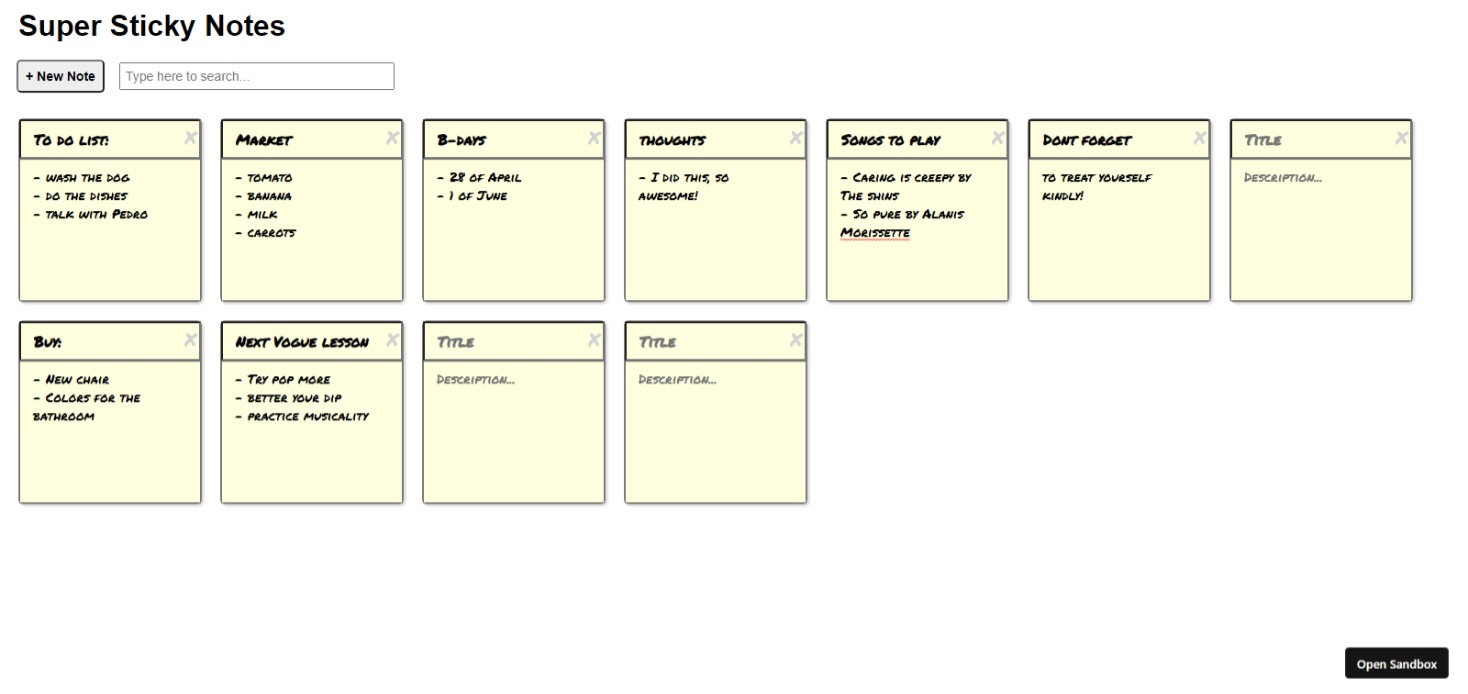 Super Sticky Notes
+ New Note
Type here to search...
To do list:
x
- wash the dog
- do the dishes
- talk with Pedro
Market
x
- tomato
- banana
- milk
- carrots
B-days
x
- 28 of April
- 1 of June
thoughts
x
- I did this, so
awesome!
Songs to play
x
- Caring is creepy by
The shins
- So pure by Alanis
Morissette
Dont forget
x
to treat yourself
kindly!
Title
x
Description...
Buy:
x
- New chair
- Colors for the
bathroom
Next Vogue lesson
x
- Try pop more
- better your dip
- practice musicality
Title
x
Description...
Title
x
Description...
Open Sandbox